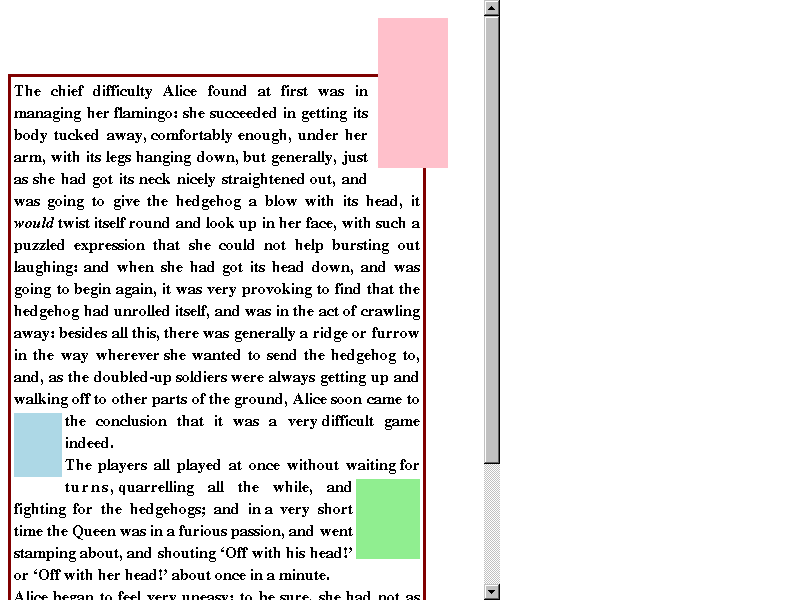 The chief difficulty Alice found at first was in
managing her flamingo: she succeeded in getting its
body tucked away, comfortably enough, under her
arm, with its legs hanging down, but generally, just
as she had got its neck nicely straightened out, and
was going to give the hedgehog a blow with its head, it
would twist itself round and look up in her face, with such a
puzzled expression that she could not help bursting out
laughing: and when she had got its head down, and was
going to begin again, it was very provoking to find that the
hedgehog had unrolled itself, and was in the act of crawling
away: besides all this, there was generally a ridge or furrow
in the way wherever she wanted to send the hedgehog to,
and, as the doubled-up soldiers were always getting up and
walking off to other parts of the ground, Alice soon came to
the conclusion that it was a very difficult game
indeed.
The players all played at once without waiting for
turns, quarrelling all the while, and
fighting for the hedgehogs; and in a very short
time the Queen was in a furious passion, and went
stamping about, and shouting ‘Off with his head!’
or ‘Off with her head!’ about once in a minute.
Alice began to feel very uneasy: to be sure, she had not as